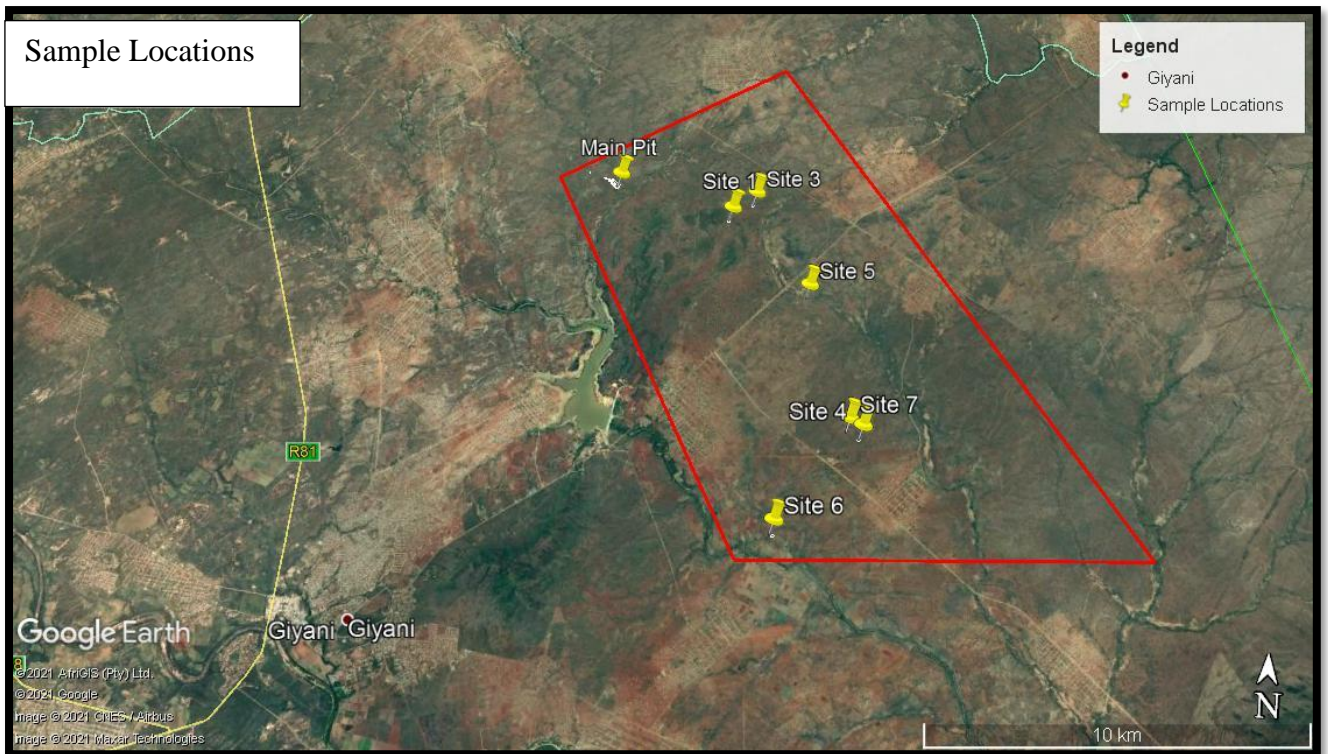 Sample Locations
Legend
Giyani
Sample Locations
Main Pit
Site 1
Site 3
Site 5
Site 4
Site 7
Site 6
R81
Giyani
Giyani
Google Earth
8
©2021 AfriGIS (Pty) Ltd.
©2021 Google
Image © 2021 CNES / Airbus
Image © 2021 Maxar Technologies
N
10 km